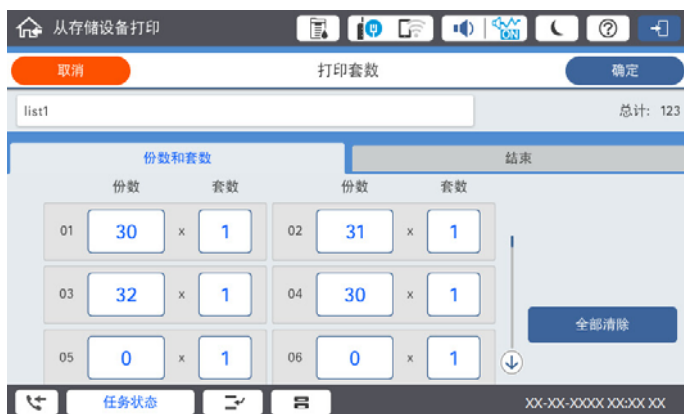 从存储设备打印
ON
取消 打印套数 确定
list1 总计: 123
份数和套数 结束
份数 套数 份数 套数
01 30 x 1 02 31 x 1
03 32 x 1 04 30 x 1
全部清除
05 0 x 1 06 0 x 1
任务状态 XX-XX-XXXX XX:XX XX